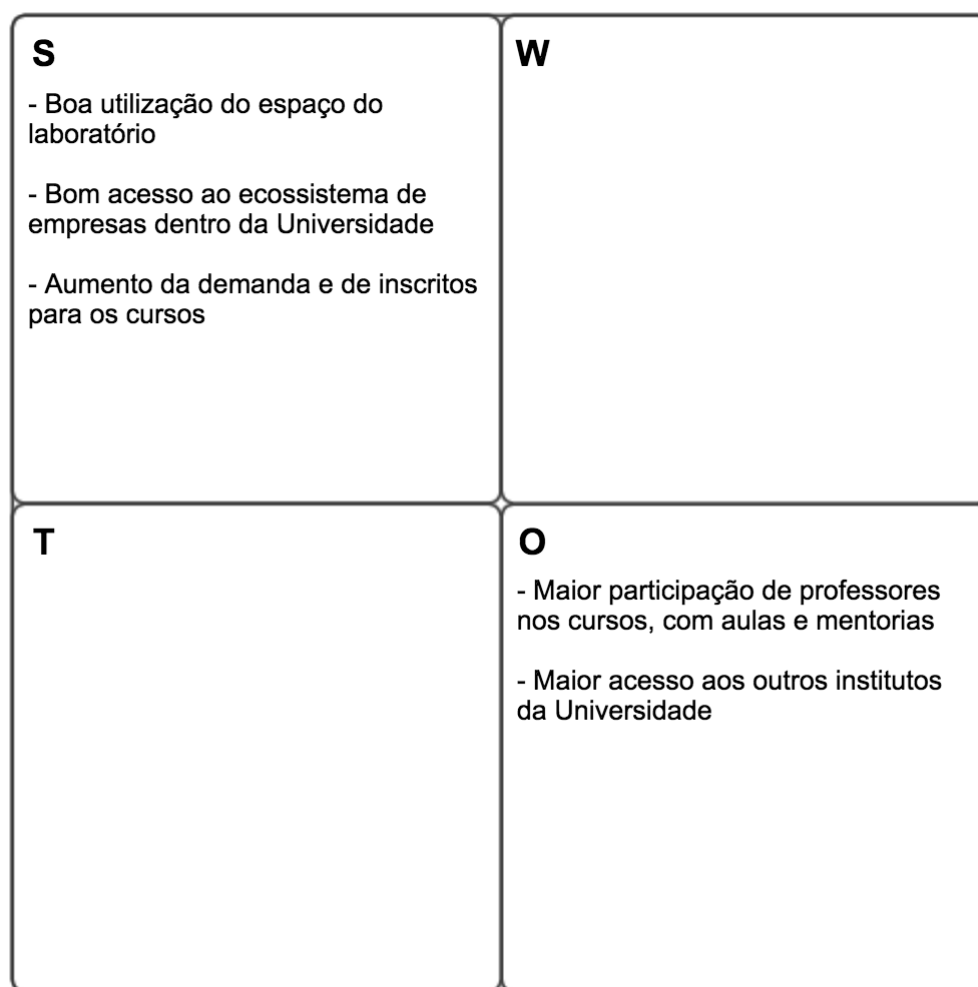 S
- Boa utilização do espaço do
laboratório
- Bom acesso ao ecossistema de
empresas dentro da Universidade
- Aumento da demanda e de inscritos
para os cursos
W
T
O
- Maior participação de professores
nos cursos, com aulas e mentorias
- Maior acesso aos outros institutos
da Universidade